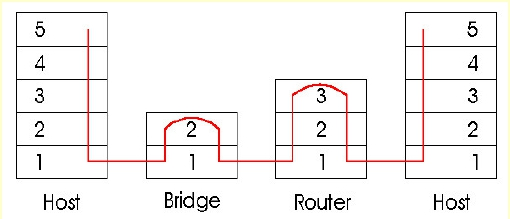 5 5
4 4
3 3 3
2 2 2 2
1 1 1 1
Host Bridge Router Host